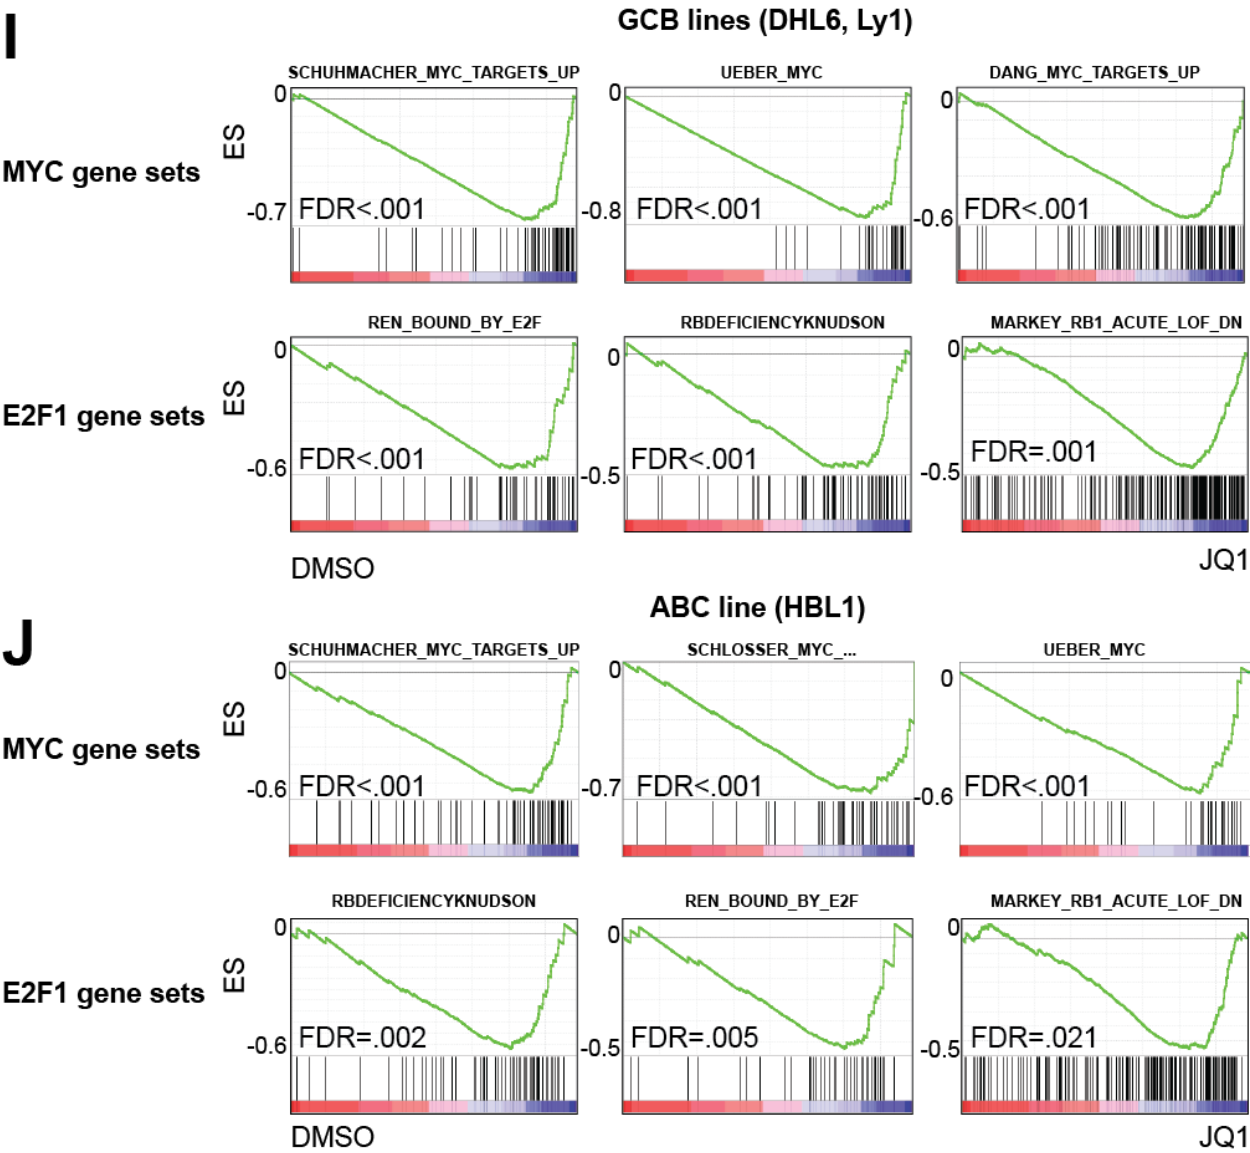 I
GCB lines (DHL6, Ly1)
SCHUHMACHER_MYC_TARGETS_UP
UEBER_MYC
DANG_MYC_TARGETS_UP
MYC gene sets
ES
0
-0.7
FDR<.001
0
-0.8
FDR<.001
0
-0.6
FDR<.001
REN_BOUND_BY_E2F
RBDEFICIENCYKNUDSON
MARKEY_RB1_ACUTE_LOF_DN
E2F1 gene sets
ES
0
-0.6
FDR<.001
0
-0.5
FDR<.001
0
-0.5
FDR=.001
DMSO
JQ1
J
ABC line (HBL1)
SCHUHMACHER_MYC_TARGETS_UP
SCHLOSSER_MYC_...
UEBER_MYC
MYC gene sets
ES
0
-0.6
FDR<.001
0
-0.7
FDR<.001
0
-0.6
FDR<.001
RBDEFICIENCYKNUDSON
REN_BOUND_BY_E2F
MARKEY_RB1_ACUTE_LOF_DN
E2F1 gene sets
ES
0
-0.6
FDR=.002
0
-0.5
FDR=.005
0
-0.5
FDR=.021
DMSO
JQ1